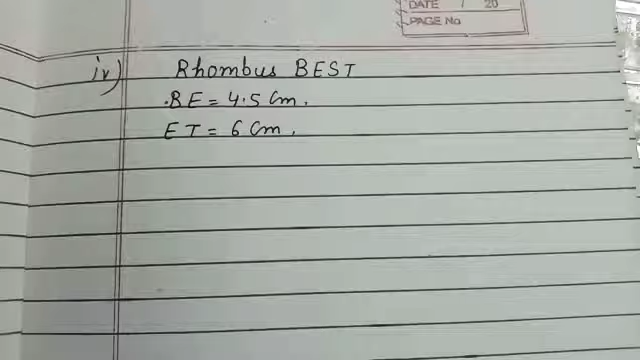 DATE / 20
PAGE No
iv) Rhombus BEST
BE = 4.5 cm.
ET = 6 cm.